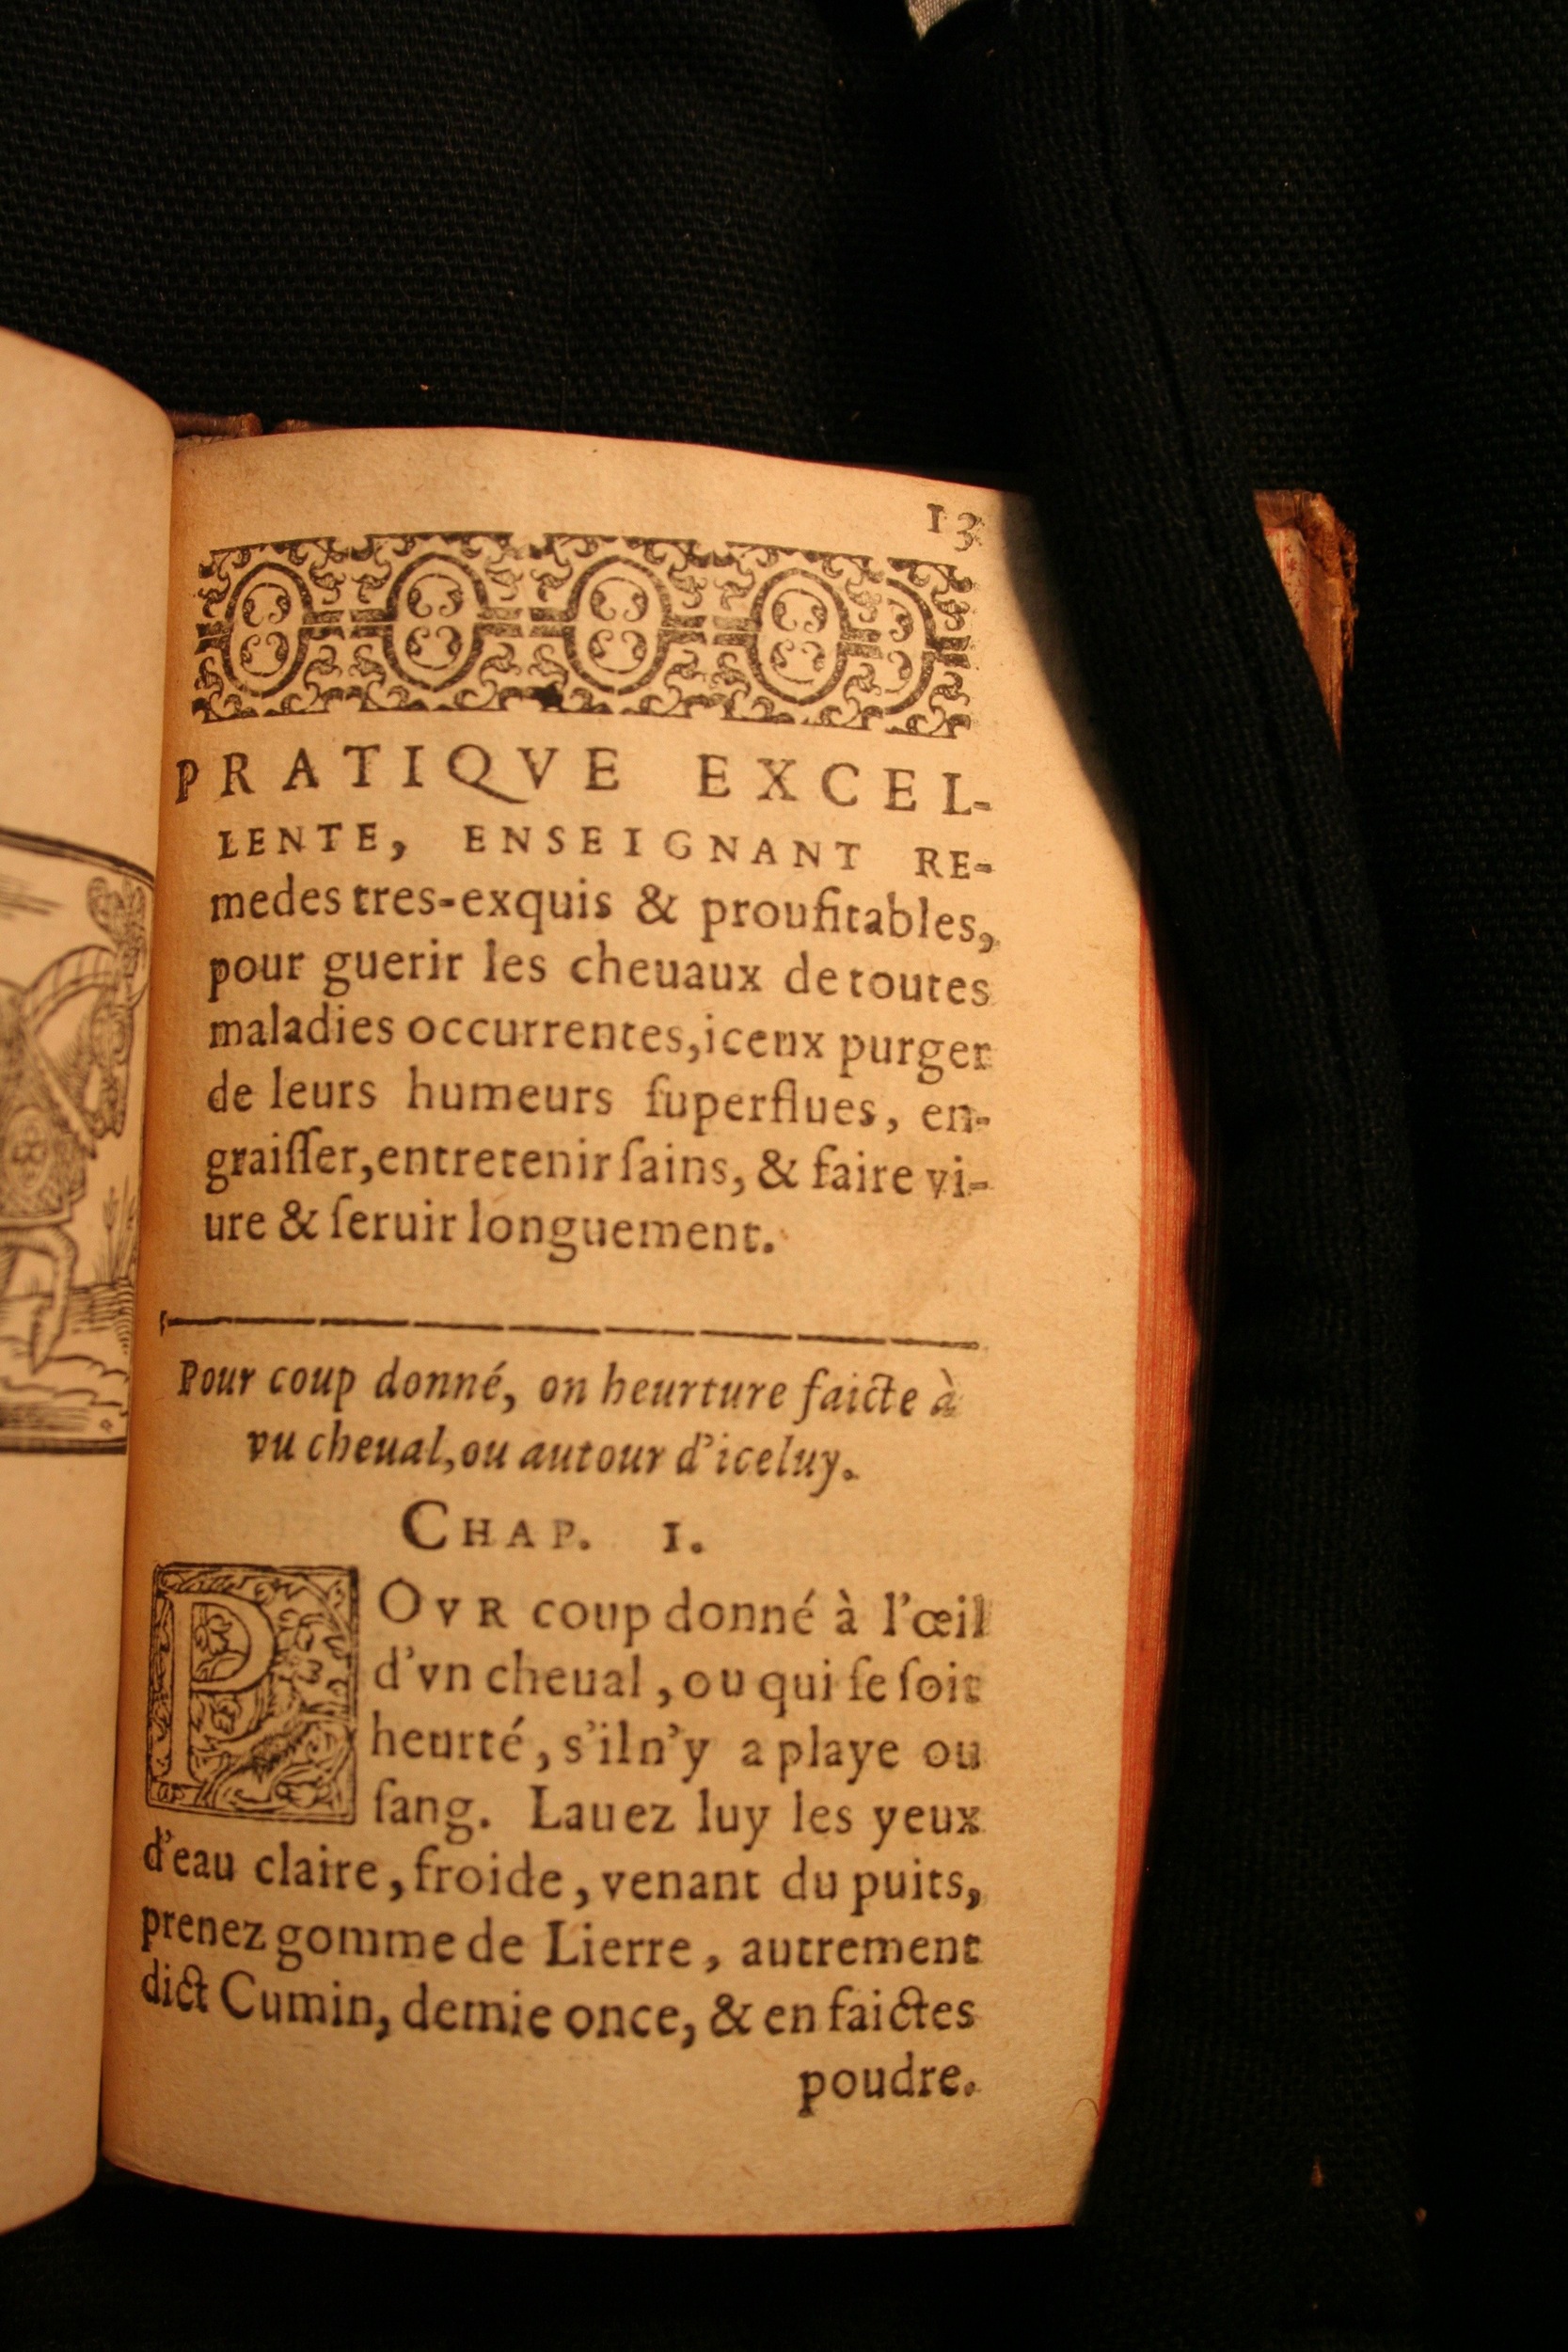 13
PRATIQVE EXCEL-
LENTE, ENSEIGNANT RE-
medes tres-exquis & proufitables,
pour guerir les cheuaux de toutes
maladies occurrentes, iceux purger
de leurs humeurs ſuperflues, en-
graiſſer, entretenir ſains, & faire vi-
ure & ſeruir longuement.
Pour coup donné, on heurture faicte à
vu cheual, ou autour d'iceluy.
CHAP. I.
POVR coup donné à l'œil
d'vn cheual, ou qui ſe ſoit
heurté, s'il n'y a playe ou
ſang. Lauez luy les yeux
d'eau claire, froide, venant du puits,
prenez gomme de Lierre, autrement
dict Cumin, demie once, & en faictes
poudre.